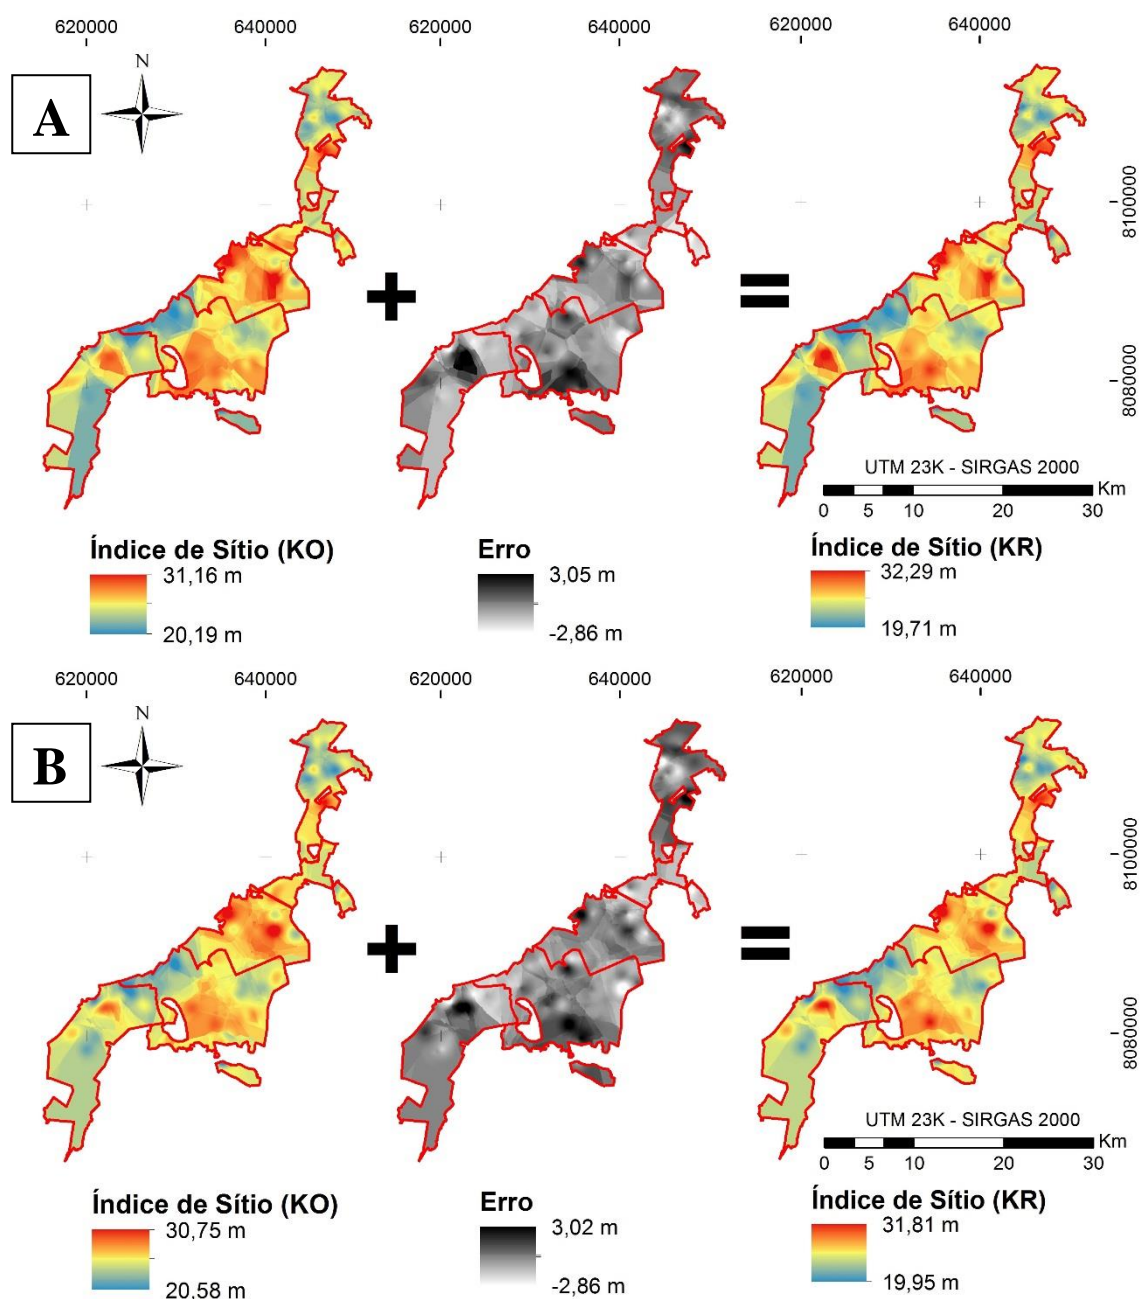 620000 640000 620000 640000 620000 640000
A
N
+
=
8100000
8080000
UTM 23K - SIRGAS 2000
Km
0 5 10 20 30
Índice de Sítio (KO)
31,16 m
20,19 m
Erro
3,05 m
-2,86 m
Índice de Sítio (KR)
32,29 m
19,71 m
620000 640000 620000 640000 620000 640000
B
N
+
=
8100000
8080000
UTM 23K - SIRGAS 2000
Km
0 5 10 20 30
Índice de Sítio (KO)
30,75 m
20,58 m
Erro
3,02 m
-2,86 m
Índice de Sítio (KR)
31,81 m
19,95 m